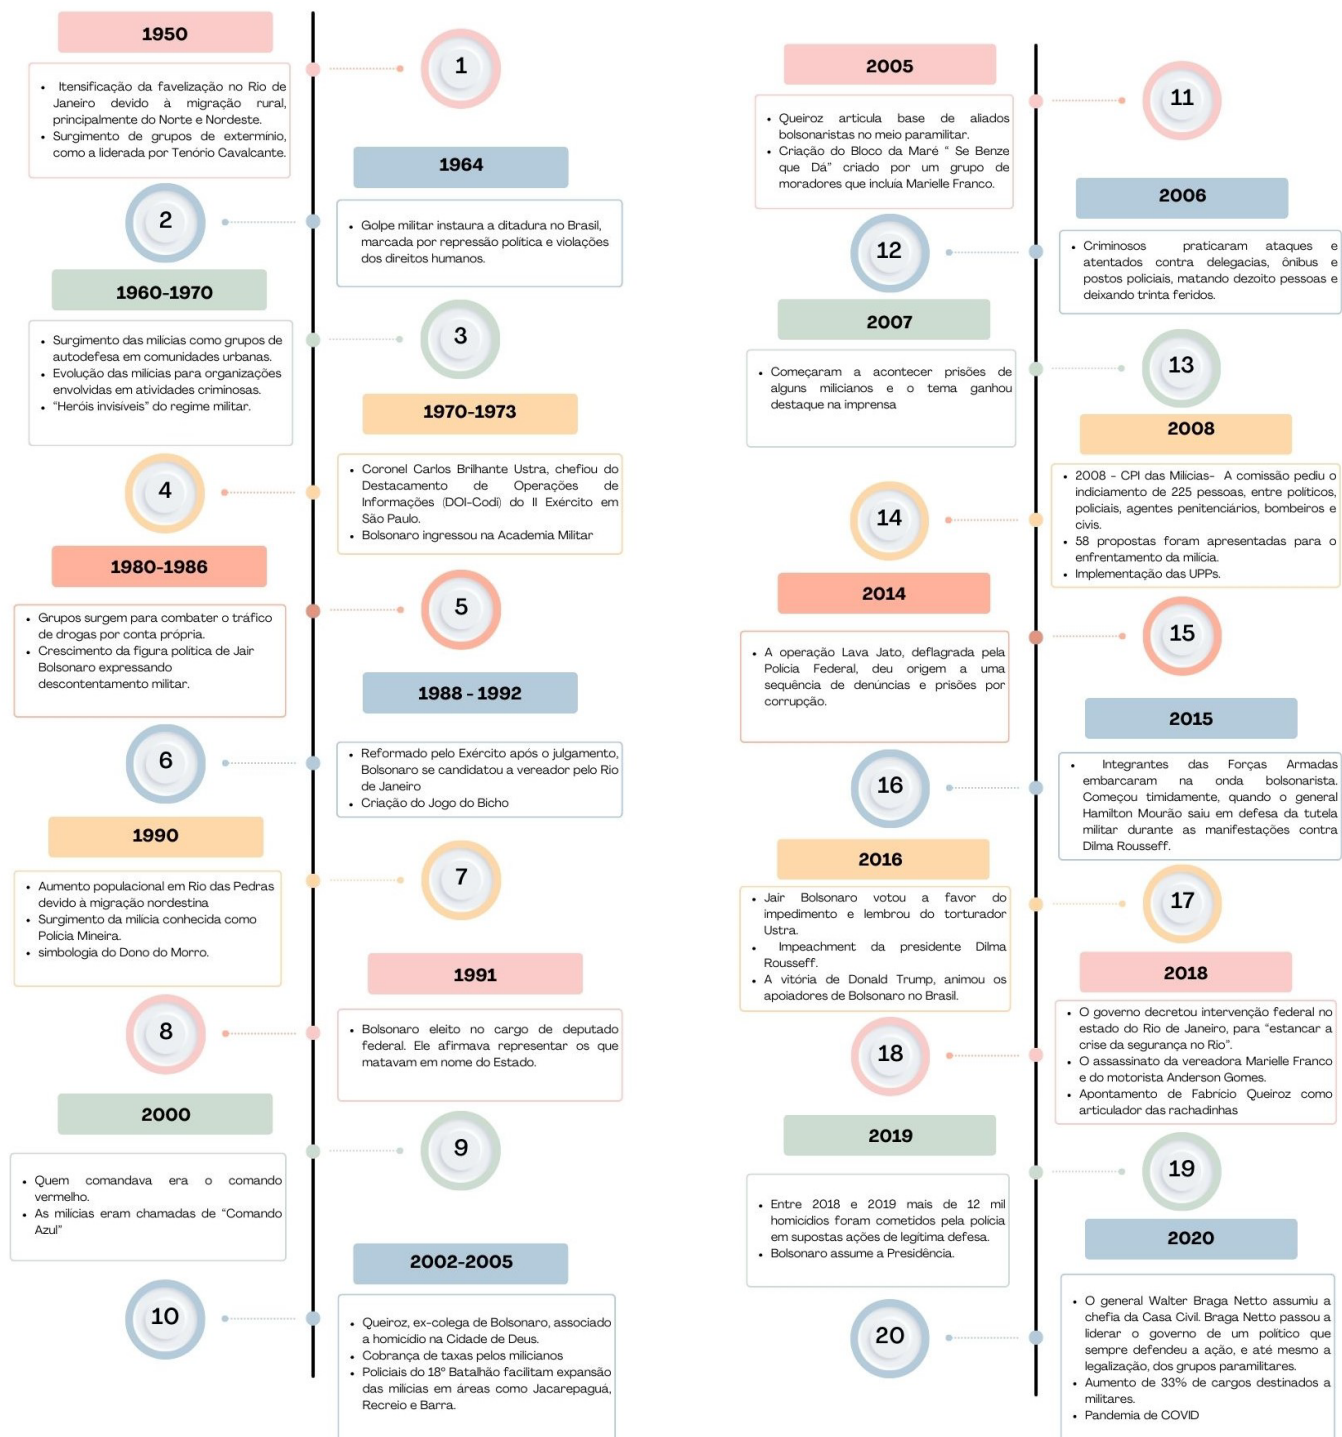 1950
1
• Itensificação da favelização no Rio de
Janeiro devido à migração rural,
principalmente do Norte e Nordeste.
• Surgimento de grupos de extermínio,
como a liderada por Tenório Cavalcante.
1964
2
• Golpe militar instaura a ditadura no Brasil,
marcada por repressão política e violações
dos direitos humanos.
1960-1970
3
• Surgimento das milícias como grupos de
autodefesa em comunidades urbanas.
• Evolução das milícias para organizações
envolvidas em atividades criminosas.
• “Heróis invisíveis” do regime militar.
1970-1973
4
• Coronel Carlos Brilhante Ustra, chefiou do
Destacamento de Operações de
Informações (DOI-Codi) do II Exército em
São Paulo.
• Bolsonaro ingressou na Academia Militar
1980-1986
5
• Grupos surgem para combater o tráfico
de drogas por conta própria.
• Crescimento da figura política de Jair
Bolsonaro expressando
descontentamento militar.
1988 - 1992
6
• Reformado pelo Exército após o julgamento,
Bolsonaro se candidatou a vereador pelo Rio
de Janeiro
• Criação do Jogo do Bicho
1990
7
• Aumento populacional em Rio das Pedras
devido à migração nordestina
• Surgimento da milícia conhecida como
Polícia Mineira.
• simbologia do Dono do Morro.
1991
8
• Bolsonaro eleito no cargo de deputado
federal. Ele afirmava representar os que
matavam em nome do Estado.
2000
9
• Quem comandava era o comando
vermelho.
• As milícias eram chamadas de “Comando
Azul”
2002-2005
10
• Queiroz, ex-colega de Bolsonaro, associado
a homicídio na Cidade de Deus.
• Cobrança de taxas pelos milicianos
• Policiais do 18º Batalhão facilitam expansão
das milícias em áreas como Jacarepaguá,
Recreio e Barra.
2005
11
• Queiroz articula base de aliados
bolsonaristas no meio paramilitar.
• Criação do Bloco da Maré “ Se Benze
que Dá” criado por um grupo de
moradores que incluía Marielle Franco.
2006
12
• Criminosos praticaram ataques e
atentados contra delegacias, ônibus e
postos policiais, matando dezoito pessoas e
deixando trinta feridos.
2007
13
• Começaram a acontecer prisões de
alguns milicianos e o tema ganhou
destaque na imprensa
2008
14
• 2008 - CPI das Milícias- A comissão pediu o
indiciamento de 225 pessoas, entre políticos,
policiais, agentes penitenciários, bombeiros e
civis.
• 58 propostas foram apresentadas para o
enfrentamento da milícia.
• Implementação das UPPs.
2014
15
• A operação Lava Jato, deflagrada pela
Polícia Federal, deu origem a uma
sequência de denúncias e prisões por
corrupção.
2015
16
• Integrantes das Forças Armadas
embarcaram na onda bolsonarista.
Começou timidamente, quando o general
Hamilton Mourão saiu em defesa da tutela
militar durante as manifestações contra
Dilma Rousseff.
2016
17
• Jair Bolsonaro votou a favor do
impedimento e lembrou do torturador
Ustra.
• Impeachment da presidente Dilma
Rousseff.
• A vitória de Donald Trump, animou os
apoiadores de Bolsonaro no Brasil.
2018
18
• O governo decretou intervenção federal no
estado do Rio de Janeiro, para “estancar a
crise da segurança no Rio”.
• O assassinato da vereadora Marielle Franco
e do motorista Anderson Gomes.
• Apontamento de Fabrício Queiroz como
articulador das rachadinhas
2019
19
• Entre 2018 e 2019 mais de 12 mil
homicídios foram cometidos pela polícia
em supostas ações de legítima defesa.
• Bolsonaro assume a Presidência.
2020
20
• O general Walter Braga Netto assumiu a
chefia da Casa Civil. Braga Netto passou a
liderar o governo de um político que
sempre defendeu a ação, e até mesmo a
legalização, dos grupos paramilitares.
• Aumento de 33% de cargos destinados a
militares.
• Pandemia de COVID